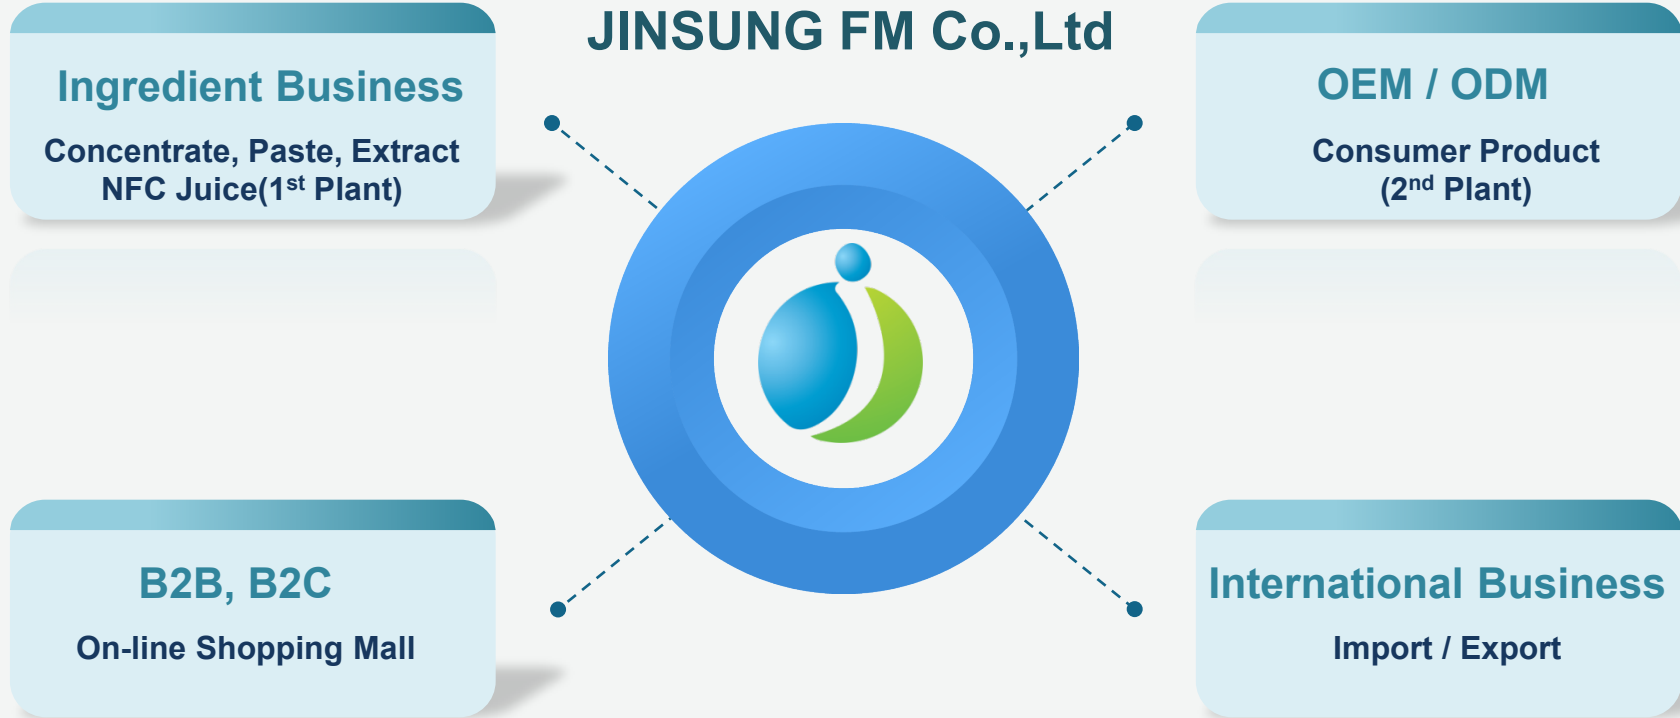 JINSUNG FM Co.,Ltd
Ingredient Business
Concentrate, Paste, Extract
NFC Juice(1st Plant)
OEM / ODM
Consumer Product
(2nd Plant)
B2B, B2C
On-line Shopping Mall
International Business
Import / Export